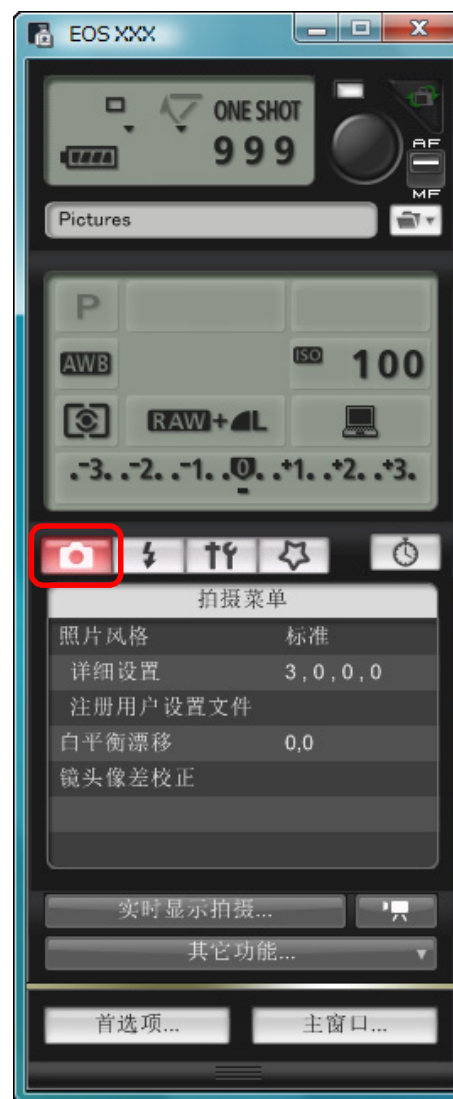 EOS XXX
ONE SHOT
999
AF
MF
Pictures
P
AWB
ISO 100
RAW+L
.-3. .-2. .-1. .0. .+1. .+2. .+3.
拍摄菜单
照片风格 标准
详细设置 3,0,0,0
注册用户设置文件
白平衡漂移 0,0
镜头像差校正
实时显示拍摄...
其它功能...
首选项... 主窗口...